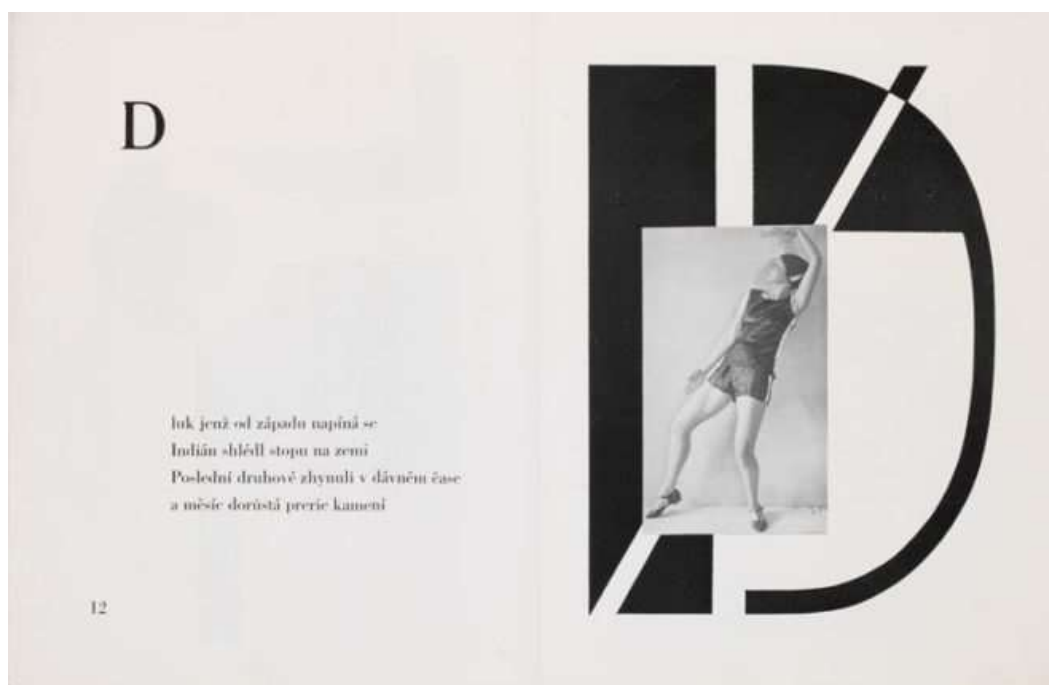 D
luk jenž od západu napíná se
Indián shlédl stopu na zemi
Poslední druhové zhynuli v dávném čase
a měsíc dorůstá prerie kamení
12
D